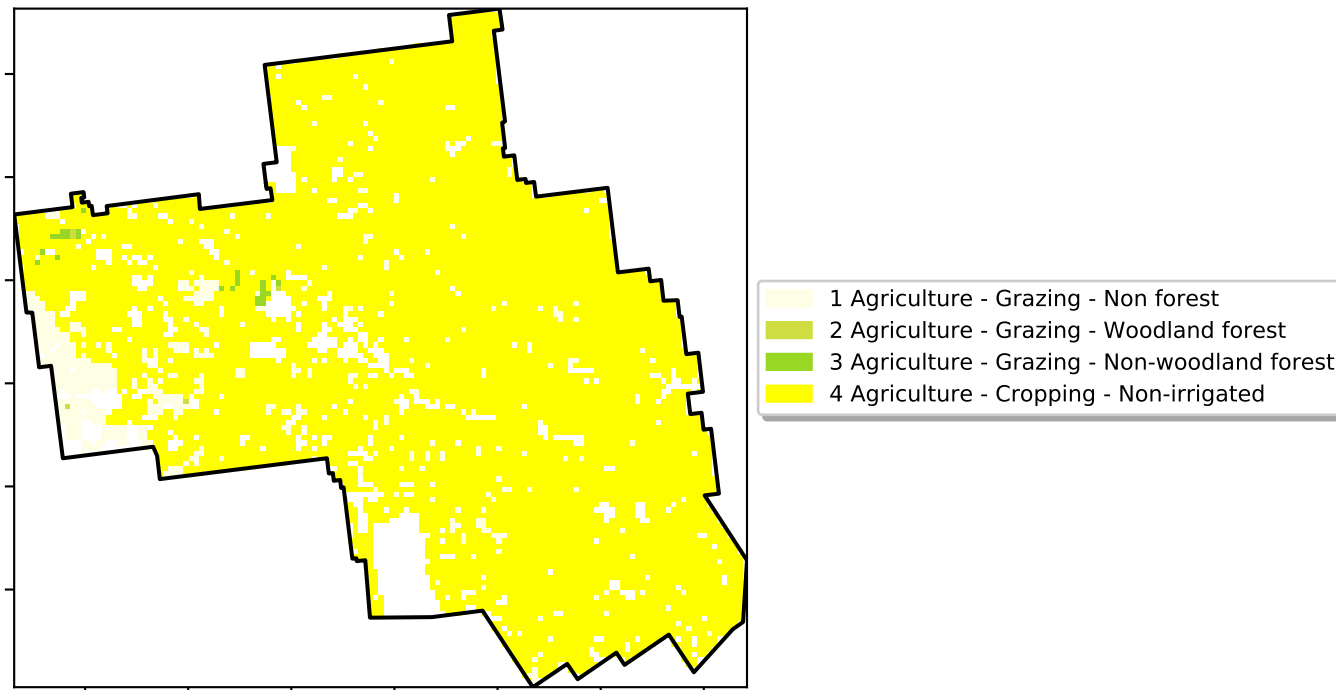 1 Agriculture - Grazing - Non forest
2 Agriculture - Grazing - Woodland forest
3 Agriculture - Grazing - Non-woodland forest
4 Agriculture - Cropping - Non-irrigated